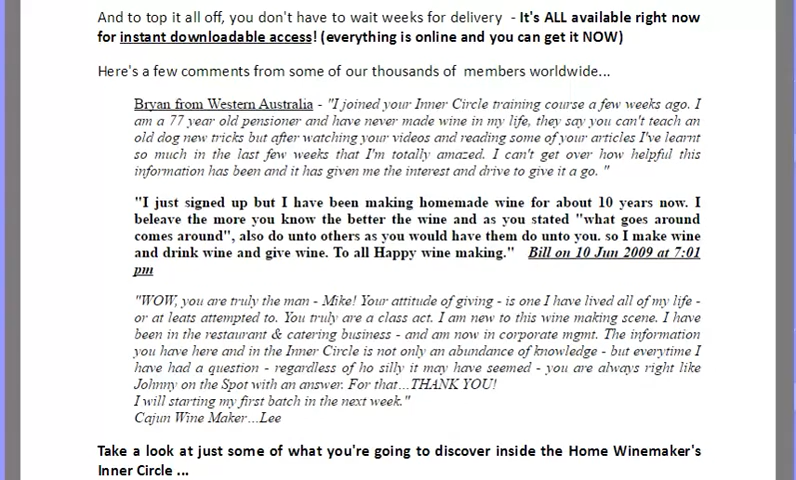 And to top it all off, you don't have to wait weeks for delivery - It's ALL available right now
for instant downloadable access! (everything is online and you can get it NOW)
Here's a few comments from some of our thousands of members worldwide...
Bryan from Western Australia - "I joined your Inner Circle training course a few weeks ago. I
am a 77 year old pensioner and have never made wine in my life, they say you can't teach an
old dog new tricks but after watching your videos and reading some of your articles I've learnt
so much in the last few weeks that I'm totally amazed. I can't get over how helpful this
information has been and it has given me the interest and drive to give it a go. "
"I just signed up but I have been making homemade wine for about 10 years now. I
beleave the more you know the better the wine and as you stated "what goes around
comes around", also do unto others as you would have them do unto you. so I make wine
and drink wine and give wine. To all Happy wine making." Bill on 10 Jun 2009 at 7:01
pm
"WOW, you are truly the man - Mike! Your attitude of giving - is one I have lived all of my life -
or at leats attempted to. You truly are a class act. I am new to this wine making scene. I have
been in the restaurant & catering business - and am now in corporate mgmt. The information
you have here and in the Inner Circle is not only an abundance of knowledge - but everytime I
have had a question - regardless of ho silly it may have seemed - you are always right like
Johnny on the Spot with an answer. For that...THANK YOU!
I will starting my first batch in the next week."
Cajun Wine Maker...Lee
Take a look at just some of what you're going to discover inside the Home Winemaker's
Inner Circle ...